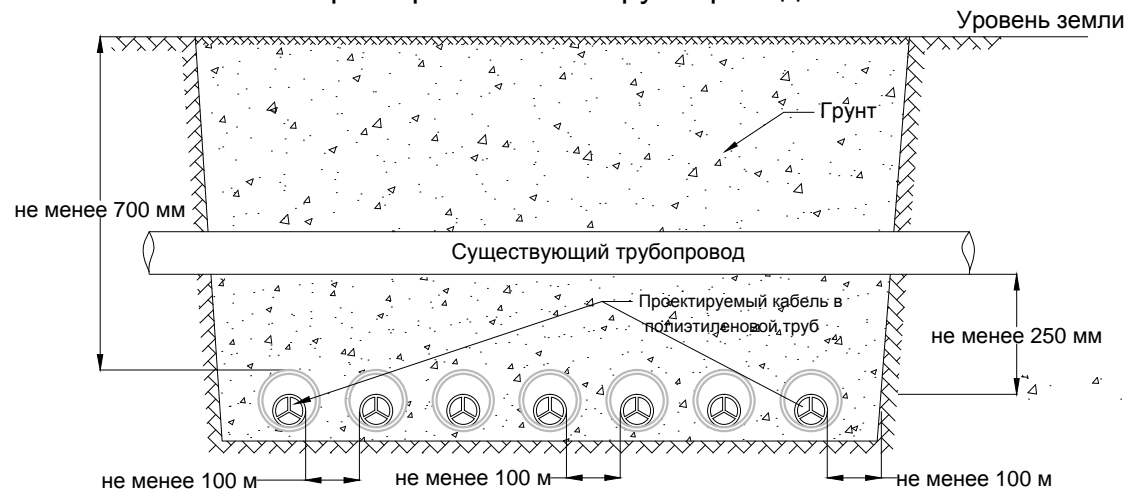 Уровень земли
Грунт
не менее 700 мм
Существующий трубопровод
Проектируемый кабель в
полиэтиленовой труб
не менее 250 мм
не менее 100 м
не менее 100 м
не менее 100 м